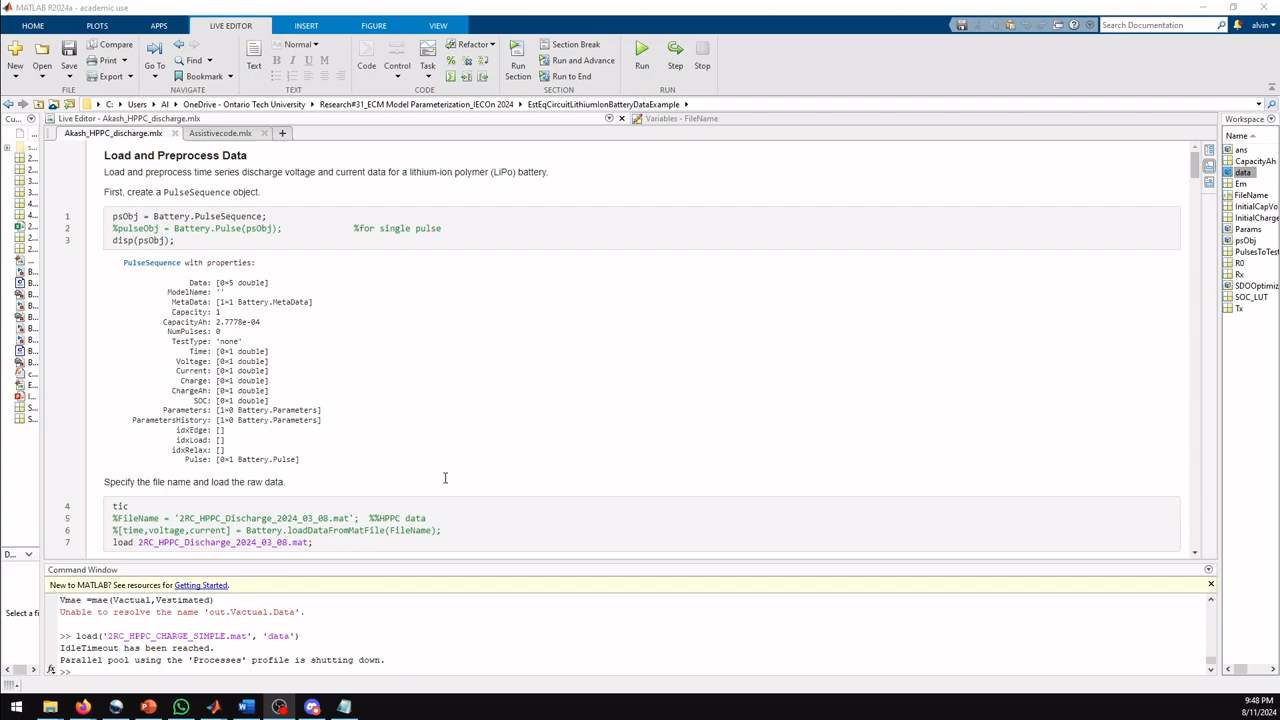 MATLAB R2024a - academic use
HOME PLOTS APPS LIVE EDITOR INSERT FIGURE VIEW
Search Documentation
alvin
New Open Save Compare Print Export
Go To Find Bookmark
Text Normal B I U M
Code Control Task Refactor
Run Section Section Break Run and Advance Run to End
Run Step Stop
FILE NAVIGATE TEXT CODE SECTION RUN
C: Users Al OneDrive - Ontario Tech University Research#31_ECM Model Parameterization_IECOn 2024 EstEqCircuitLithiumIonBatteryDataExample
Cu... Live Editor - Akash_HPPC_discharge.mlx Variables - FileName Workspace
Akash_HPPC_discharge.mlx Assistivecode.mlx
Load and Preprocess Data
Load and preprocess time series discharge voltage and current data for a lithium-ion polymer (LiPo) battery.
First, create a PulseSequence object.
1 psObj = Battery.PulseSequence;
2 %pulseObj = Battery.Pulse(psObj); %for single pulse
3 disp(psObj);
PulseSequence with properties:
Data: [0×5 double]
ModelName: ''
MetaData: [1×1 Battery.MetaData]
Capacity: 1
CapacityAh: 2.7778e-04
NumPulses: 0
TestType: 'none'
Time: [0×1 double]
Voltage: [0×1 double]
Current: [0×1 double]
Charge: [0×1 double]
ChargeAh: [0×1 double]
SOC: [0×1 double]
Parameters: [1×0 Battery.Parameters]
ParametersHistory: [1×0 Battery.Parameters]
idxEdge: []
idxLoad: []
idxRelax: []
Pulse: [0×1 Battery.Pulse]
Specify the file name and load the raw data.
4 tic
5 %FileName = '2RC_HPPC_Discharge_2024_03_08.mat'; %%HPPC data
6 %[time,voltage,current] = Battery.loadDataFromMatFile(FileName);
7 load 2RC_HPPC_Discharge_2024_03_08.mat;
Name
ans
CapacityAh
data
Em
FileName
InitialCapVo
InitialCharge
Params
psObj
PulsesToTest
R0
Rx
SDOOptimiz
SOC_LUT
Tx
D...
Select a fi
Command Window
New to MATLAB? See resources for Getting Started.
Vmae =mae(Vactual,Vestimated)
Unable to resolve the name 'out.Vactual.Data'.
>> load('2RC_HPPC_CHARGE_SIMPLE.mat', 'data')
IdleTimeout has been reached.
Parallel pool using the 'Processes' profile is shutting down.
fx >>
9:48 PM
8/11/2024